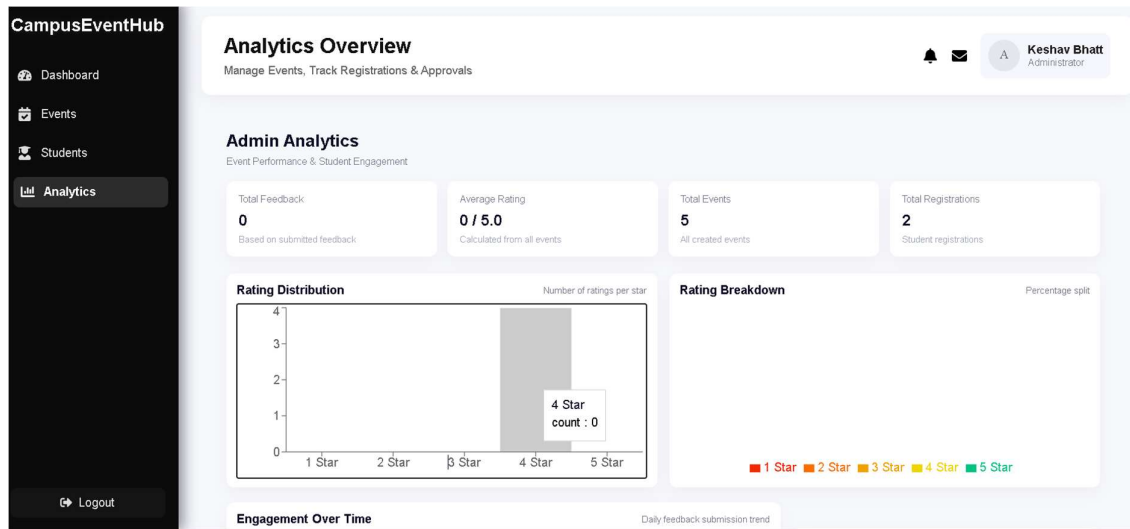 CampusEventHub
Dashboard
Events
Students
Analytics
Logout
Analytics Overview
Manage Events, Track Registrations & Approvals
A
Keshav Bhatt
Administrator
Admin Analytics
Event Performance & Student Engagement
Total Feedback
0
Based on submitted feedback
Average Rating
0 / 5.0
Calculated from all events
Total Events
5
All created events
Total Registrations
2
Student registrations
Rating Distribution
Number of ratings per star
4
3
2
1
0
1 Star 2 Star 3 Star 4 Star 5 Star
4 Star
count : 0
Rating Breakdown
Percentage split
1 Star 2 Star 3 Star 4 Star 5 Star
Engagement Over Time
Daily feedback submission trend